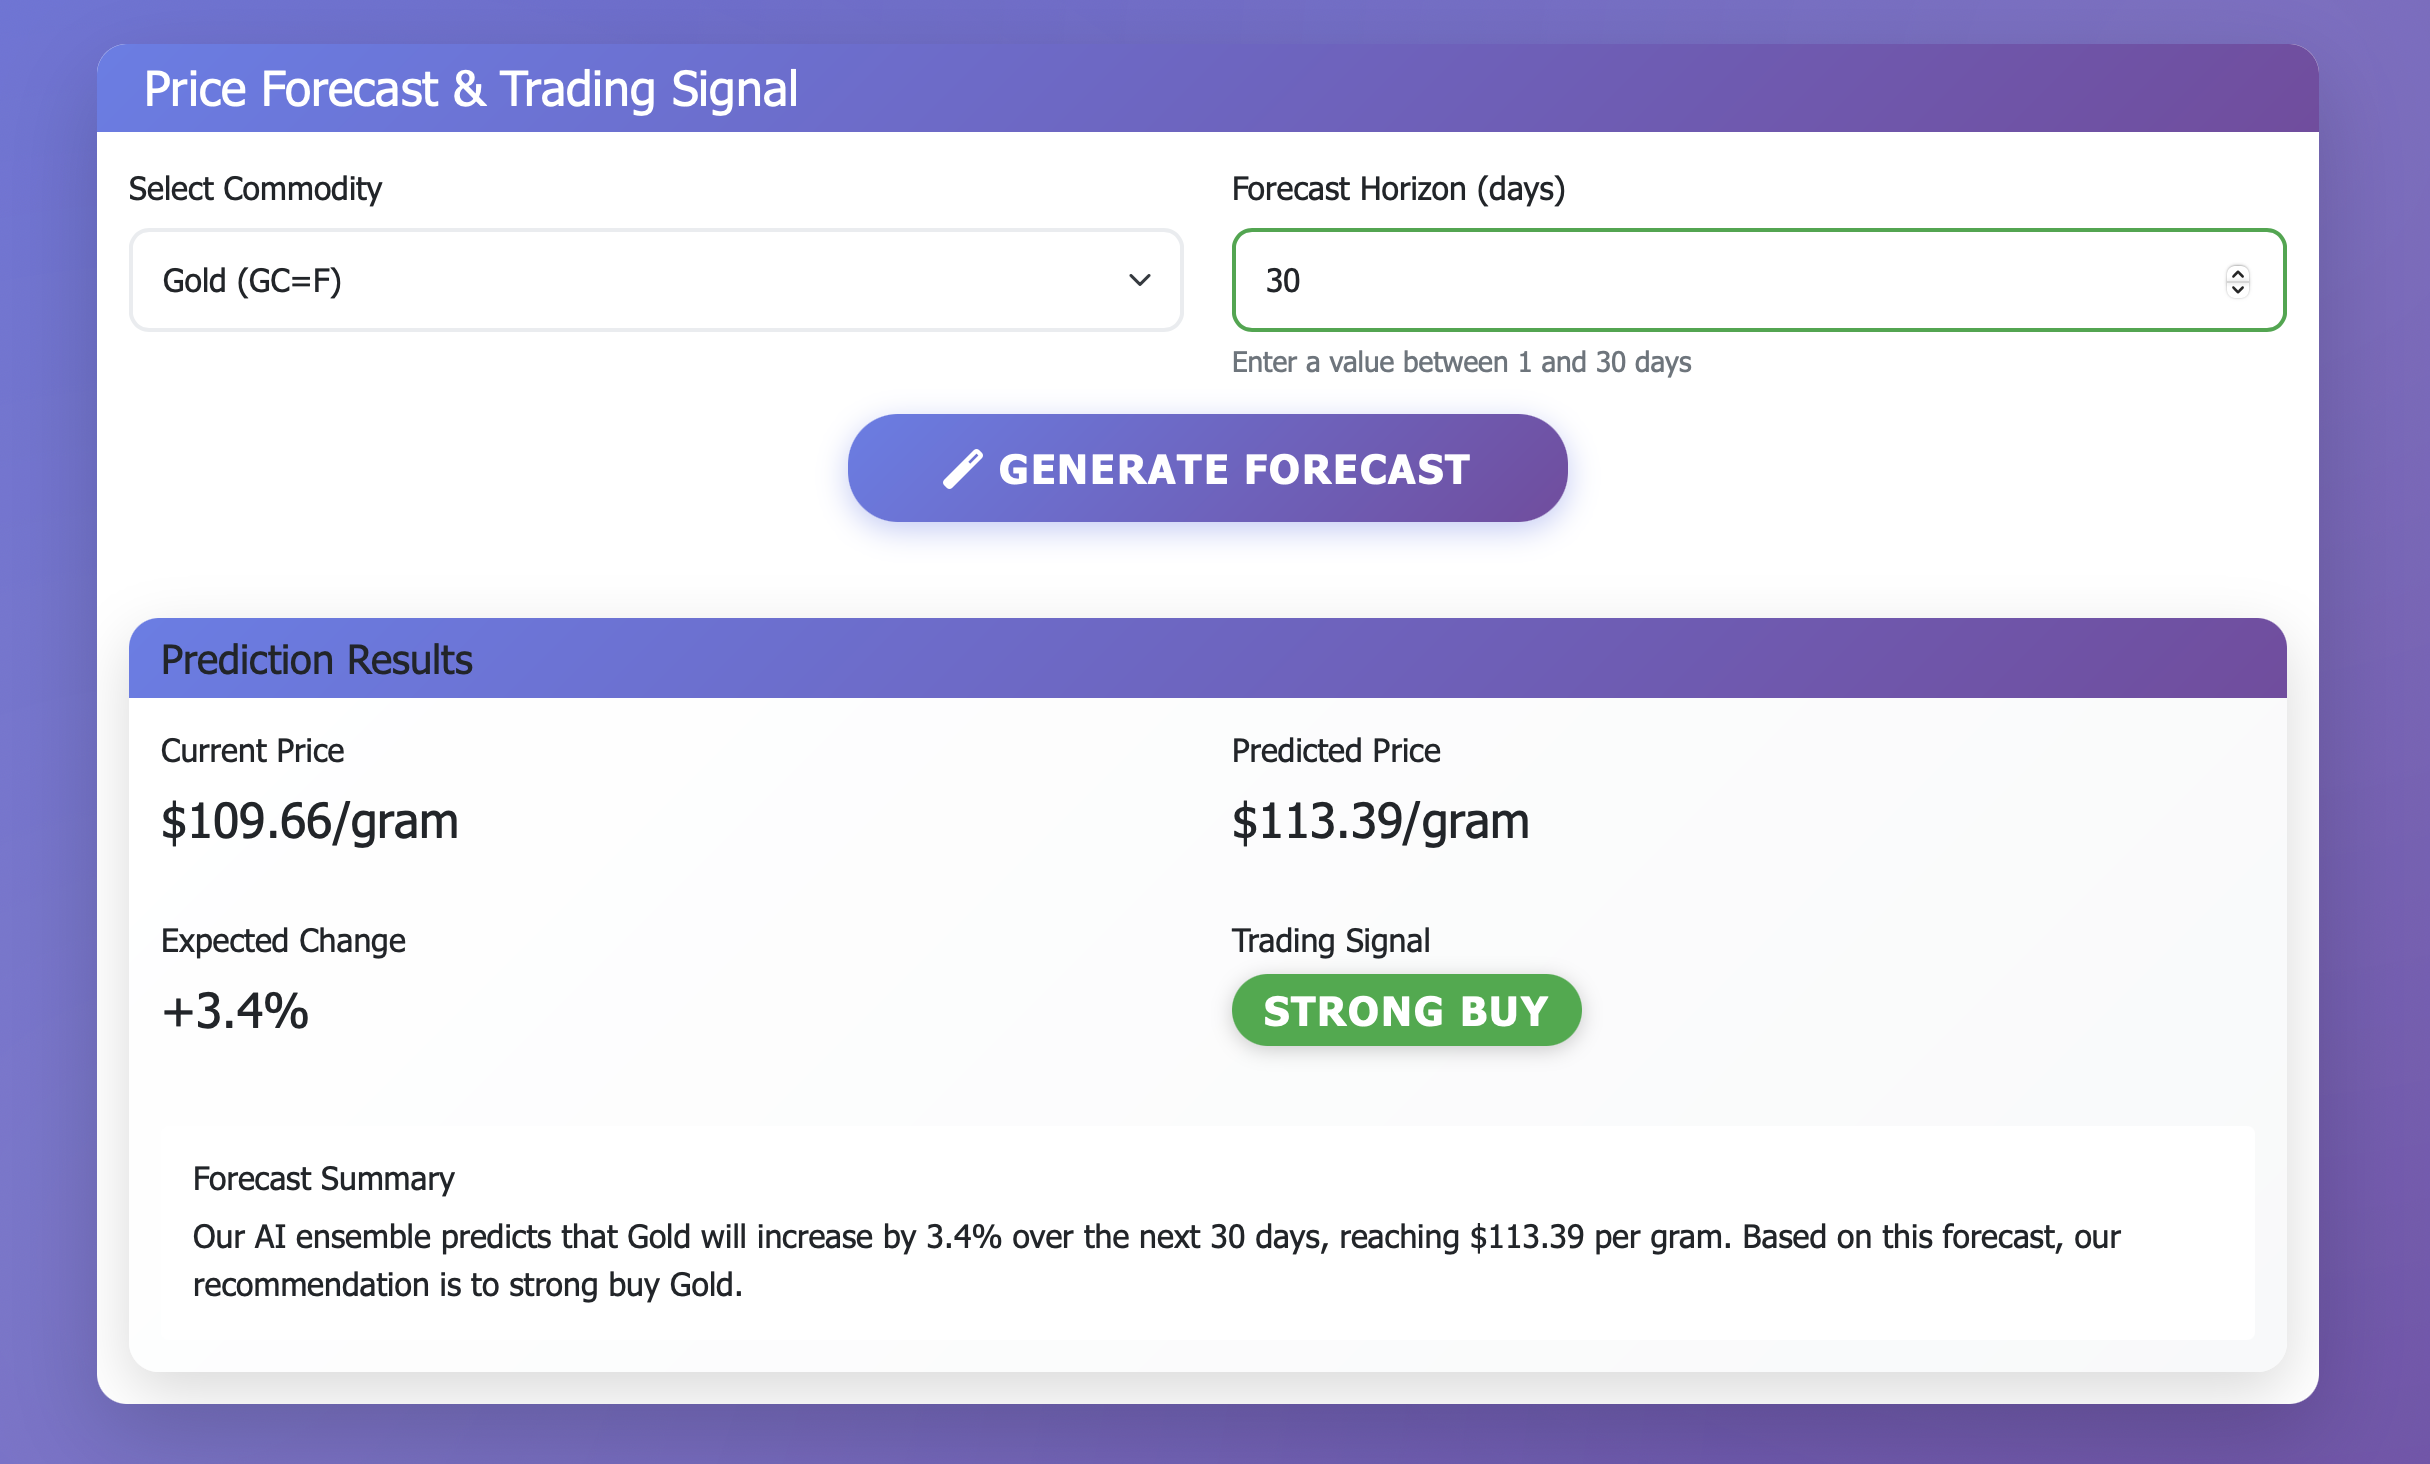 Price Forecast & Trading Signal
Select Commodity
Gold (GC=F)
Forecast Horizon (days)
30
Enter a value between 1 and 30 days
GENERATE FORECAST
Prediction Results
Current Price
$109.66/gram
Predicted Price
$113.39/gram
Expected Change
+3.4%
Trading Signal
STRONG BUY
Forecast Summary
Our AI ensemble predicts that Gold will increase by 3.4% over the next 30 days, reaching $113.39 per gram. Based on this forecast, our
recommendation is to strong buy Gold.